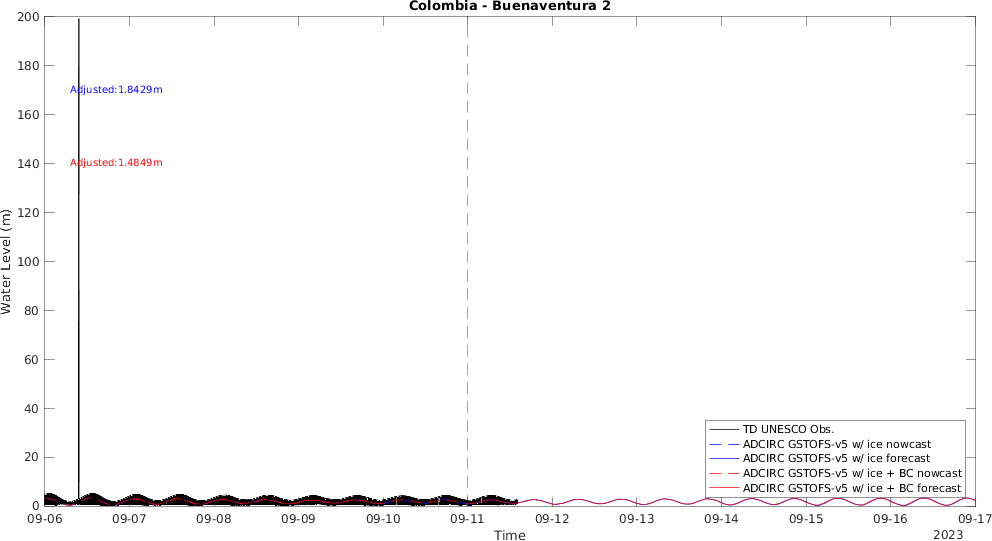 Colombia - Buenaventura 2
200
180
160
140
120
100
80
60
40
20
0
Water Level (m)
Adjusted:1.8429m
Adjusted:1.4849m
TD UNESCO Obs.
ADCIRC GSTOFS-v5 w/ ice nowcast
ADCIRC GSTOFS-v5 w/ ice forecast
ADCIRC GSTOFS-v5 w/ ice + BC nowcast
ADCIRC GSTOFS-v5 w/ ice + BC forecast
09-06 09-07 09-08 09-09 09-10 09-11 09-12 09-13 09-14 09-15 09-16 09-17
Time
2023